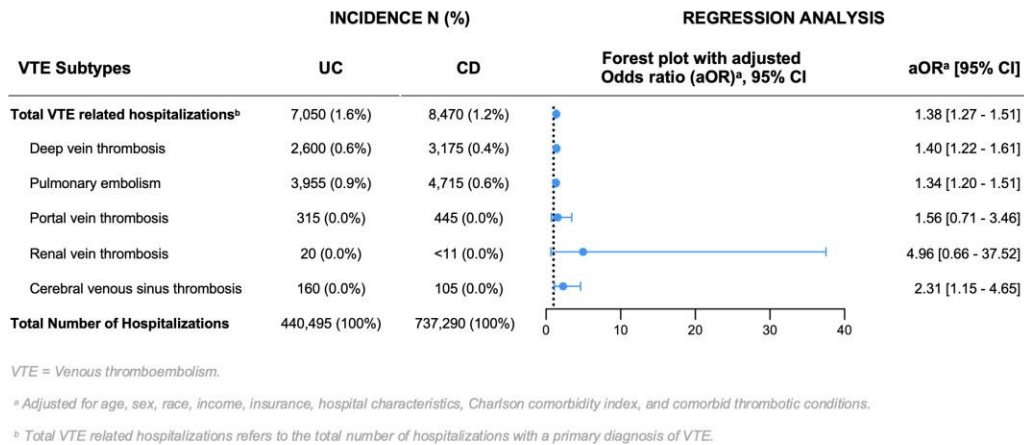 INCIDENCE N (%) REGRESSION ANALYSIS
VTE Subtypes UC CD Forest plot with adjusted Odds ratio (aOR)ᵃ, 95% CI aORᵃ [95% CI]
Total VTE related hospitalizationsᵇ 7,050 (1.6%) 8,470 (1.2%) 1.38 [1.27 - 1.51]
Deep vein thrombosis 2,600 (0.6%) 3,175 (0.4%) 1.40 [1.22 - 1.61]
Pulmonary embolism 3,955 (0.9%) 4,715 (0.6%) 1.34 [1.20 - 1.51]
Portal vein thrombosis 315 (0.0%) 445 (0.0%) 1.56 [0.71 - 3.46]
Renal vein thrombosis 20 (0.0%) <11 (0.0%) 4.96 [0.66 - 37.52]
Cerebral venous sinus thrombosis 160 (0.0%) 105 (0.0%) 2.31 [1.15 - 4.65]
Total Number of Hospitalizations 440,495 (100%) 737,290 (100%)
0 10 20 30 40
VTE = Venous thromboembolism.
ᵃ Adjusted for age, sex, race, income, insurance, hospital characteristics, Charlson comorbidity index, and comorbid thrombotic conditions.
ᵇ Total VTE related hospitalizations refers to the total number of hospitalizations with a primary diagnosis of VTE.